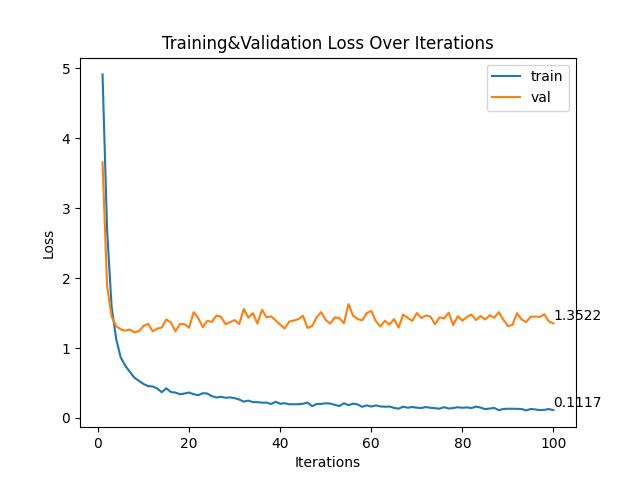 Training&Validation Loss Over Iterations
train
val
5
4
3
2
1
0
Loss
1.3522
0.1117
0 20 40 60 80 100
Iterations